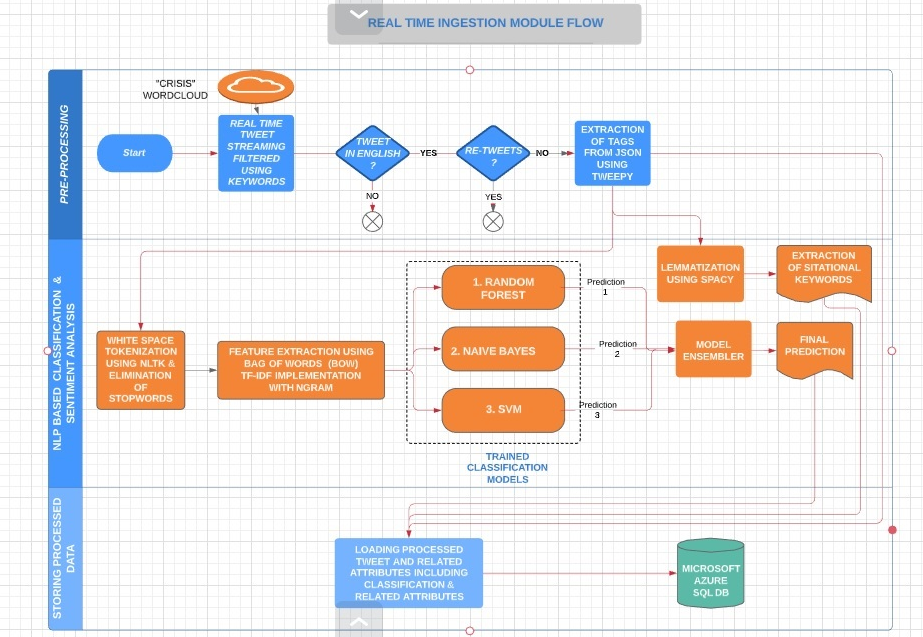 REAL TIME INGESTION MODULE FLOW
PRE-PROCESSING
"CRISIS"
WORDCLOUD
Start
REAL TIME
TWEET
STREAMING
FILTERED
USING
KEYWORDS
TWEET
IN ENGLISH
?
YES
NO
RE-TWEETS
?
NO
YES
EXTRACTION
OF TAGS
FROM JSON
USING
TWEEPY
NLP BASED CLASSIFICATION &
SENTIMENT ANALYSIS
WHITE SPACE
TOKENIZATION
USING NLTK &
ELIMINATION
OF
STOPWORDS
FEATURE EXTRACTION USING
BAG OF WORDS (BOW)
TF-IDF IMPLEMENTATION
WITH NGRAM
1. RANDOM
FOREST
2. NAIVE BAYES
3. SVM
TRAINED
CLASSIFICATION
MODELS
Prediction
1
Prediction
2
Prediction
3
LEMMATIZATION
USING SPACY
EXTRACTION
OF SITATIONAL
KEYWORDS
MODEL
ENSEMBLER
FINAL
PREDICTION
STORING PROCESSED
DATA
LOADING PROCESSED
TWEET AND RELATED
ATTRIBUTES INCLUDING
CLASSIFICATION &
RELATED ATTRIBUTES
MICROSOFT
AZURE
SQL DB